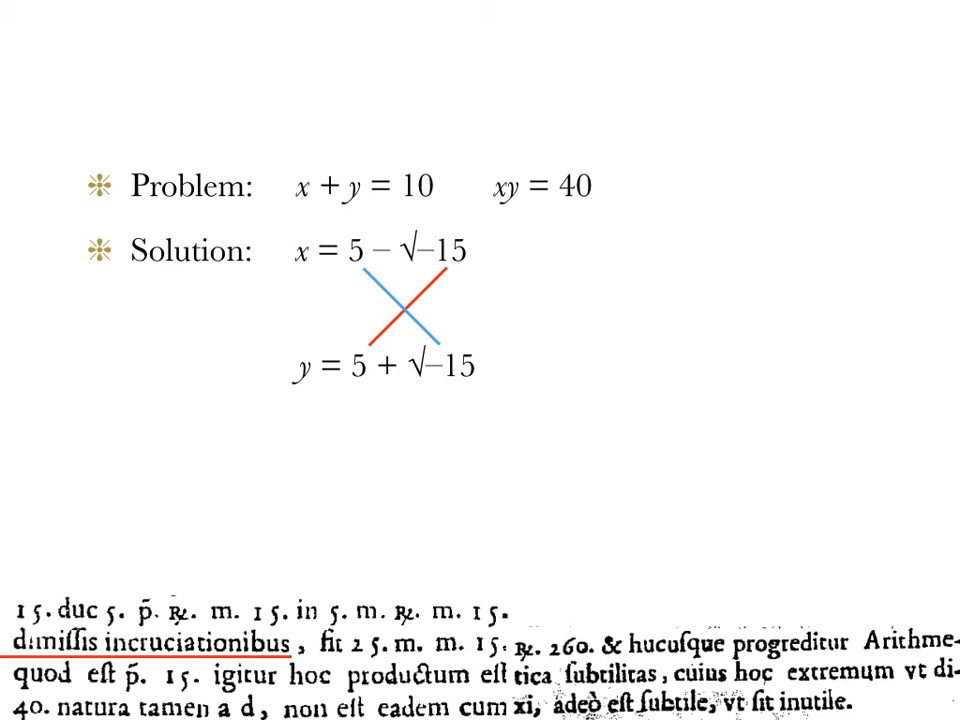 Problem: x + y = 10 xy = 40
Solution: x = 5 – √–15
y = 5 + √–15
15. duc 5. p̃. ℞. m. 15. in 5. m. ℞. m. 15.
dimiſſis incruciationibus, fit 25. m. m. 15. ℞. 260. & hucuſque progreditur Arithme-
quod eſt p̃. 15. igitur hoc productum eſt tica ſubtilitas, cuius hoc extremum vt di-
40. natura tamen a d, non eſt eadem cum xi, adeò eſt ſubtile, vt ſit inutile.